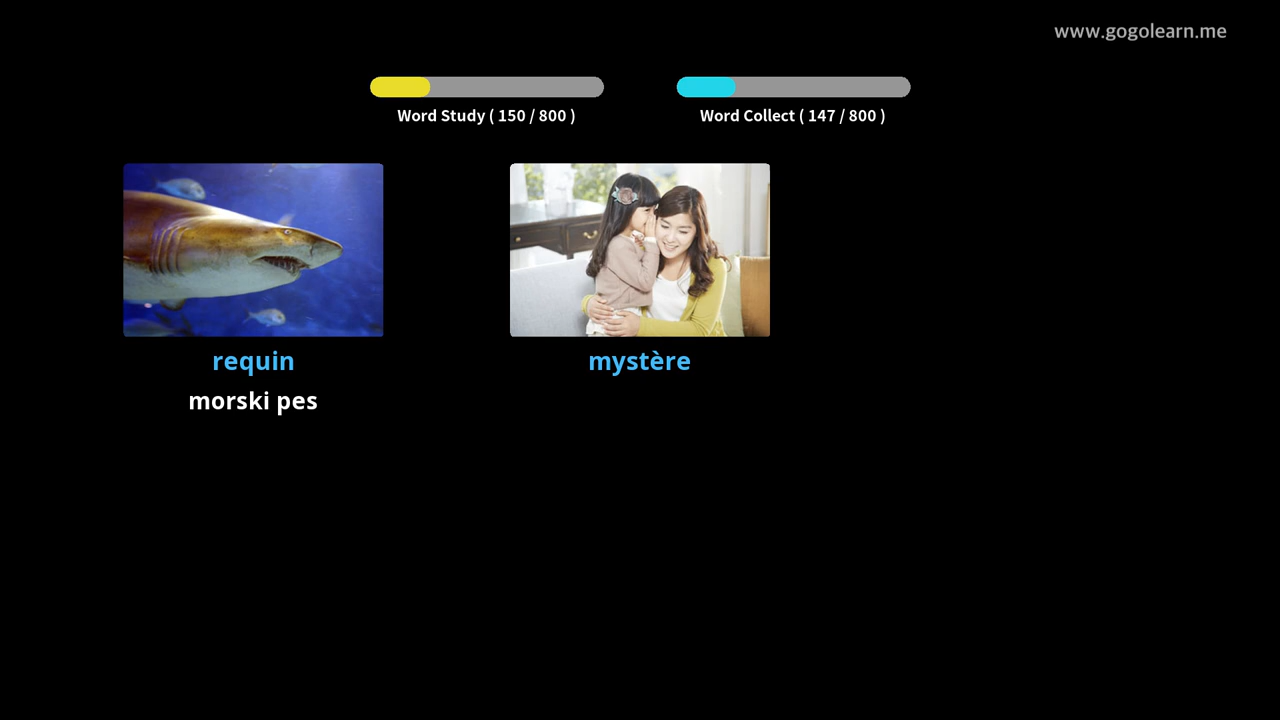 www.gogolearn.me
Word Study ( 150 / 800 )
Word Collect ( 147 / 800 )
requin
mystère
morski pes